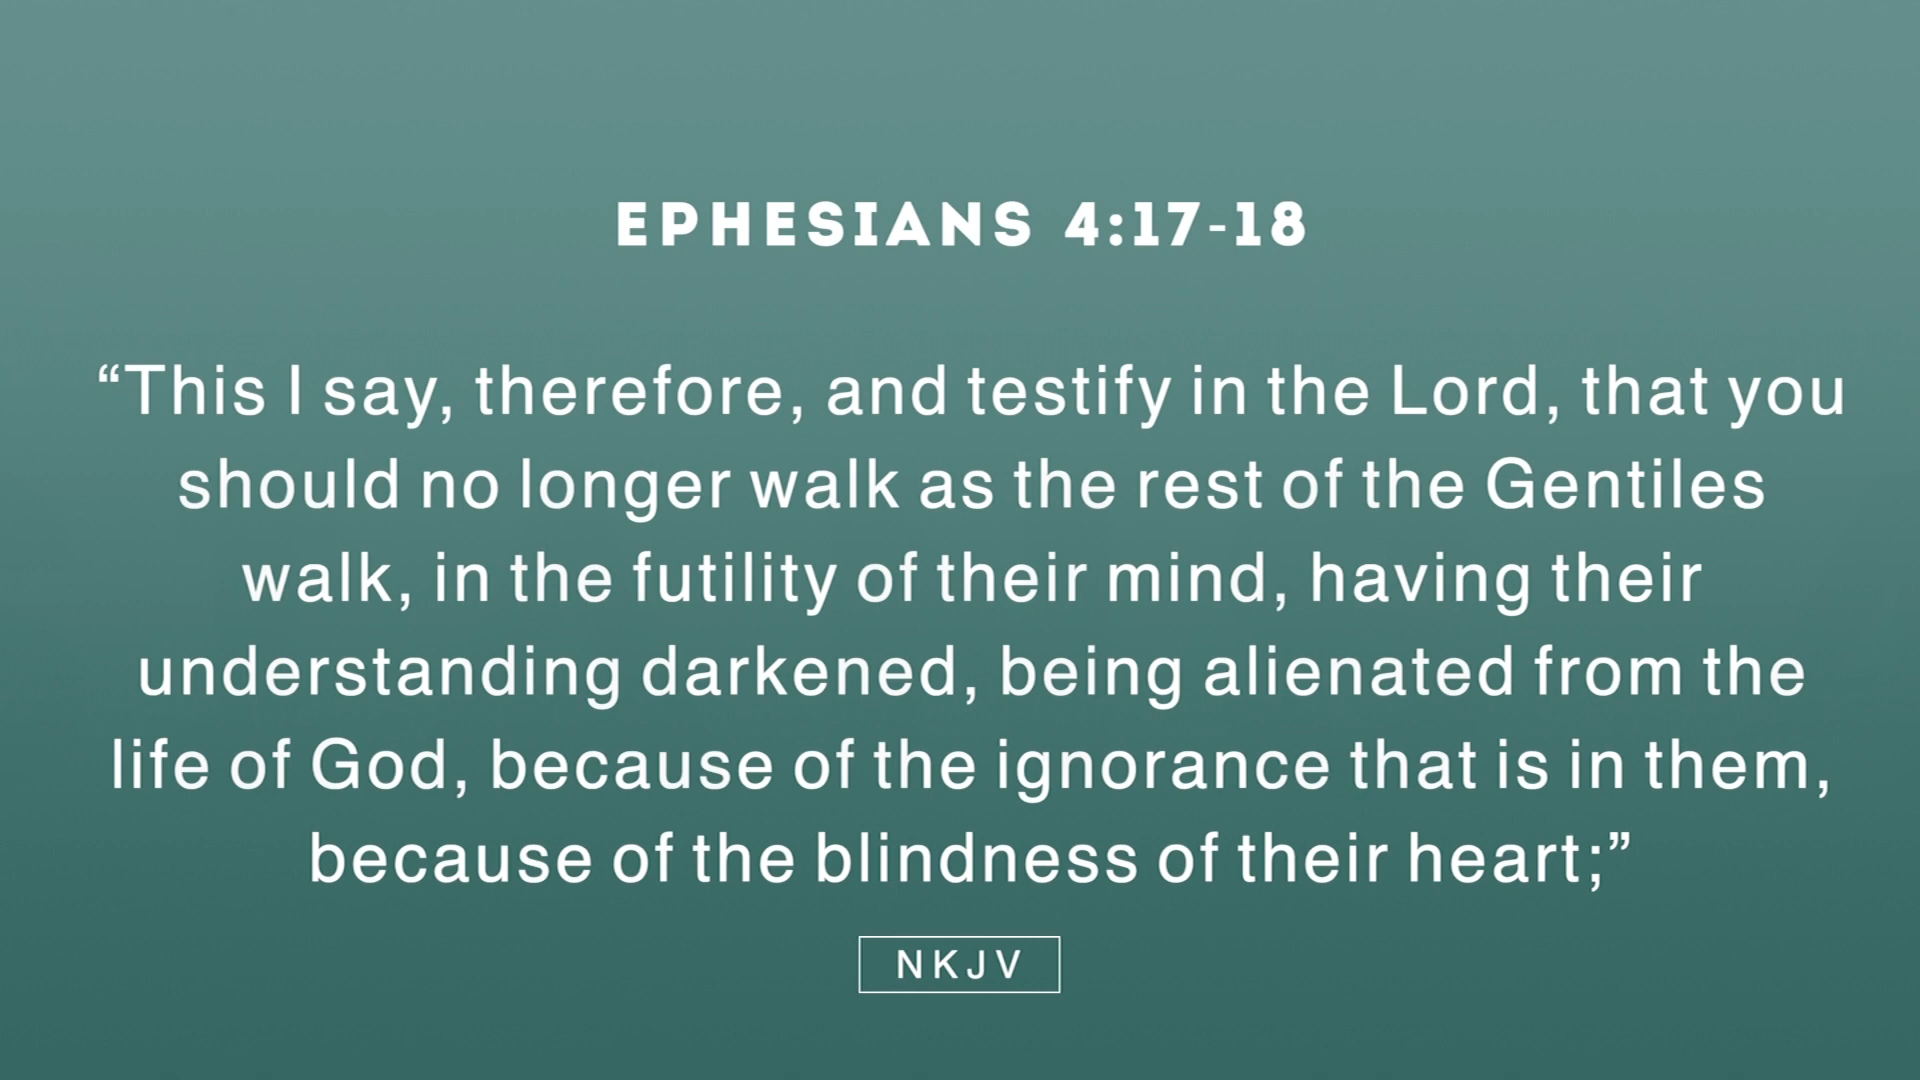 EPHESIANS 4:17-18
“This I say, therefore, and testify in the Lord, that you
should no longer walk as the rest of the Gentiles
walk, in the futility of their mind, having their
understanding darkened, being alienated from the
life of God, because of the ignorance that is in them,
because of the blindness of their heart;”
NKJV